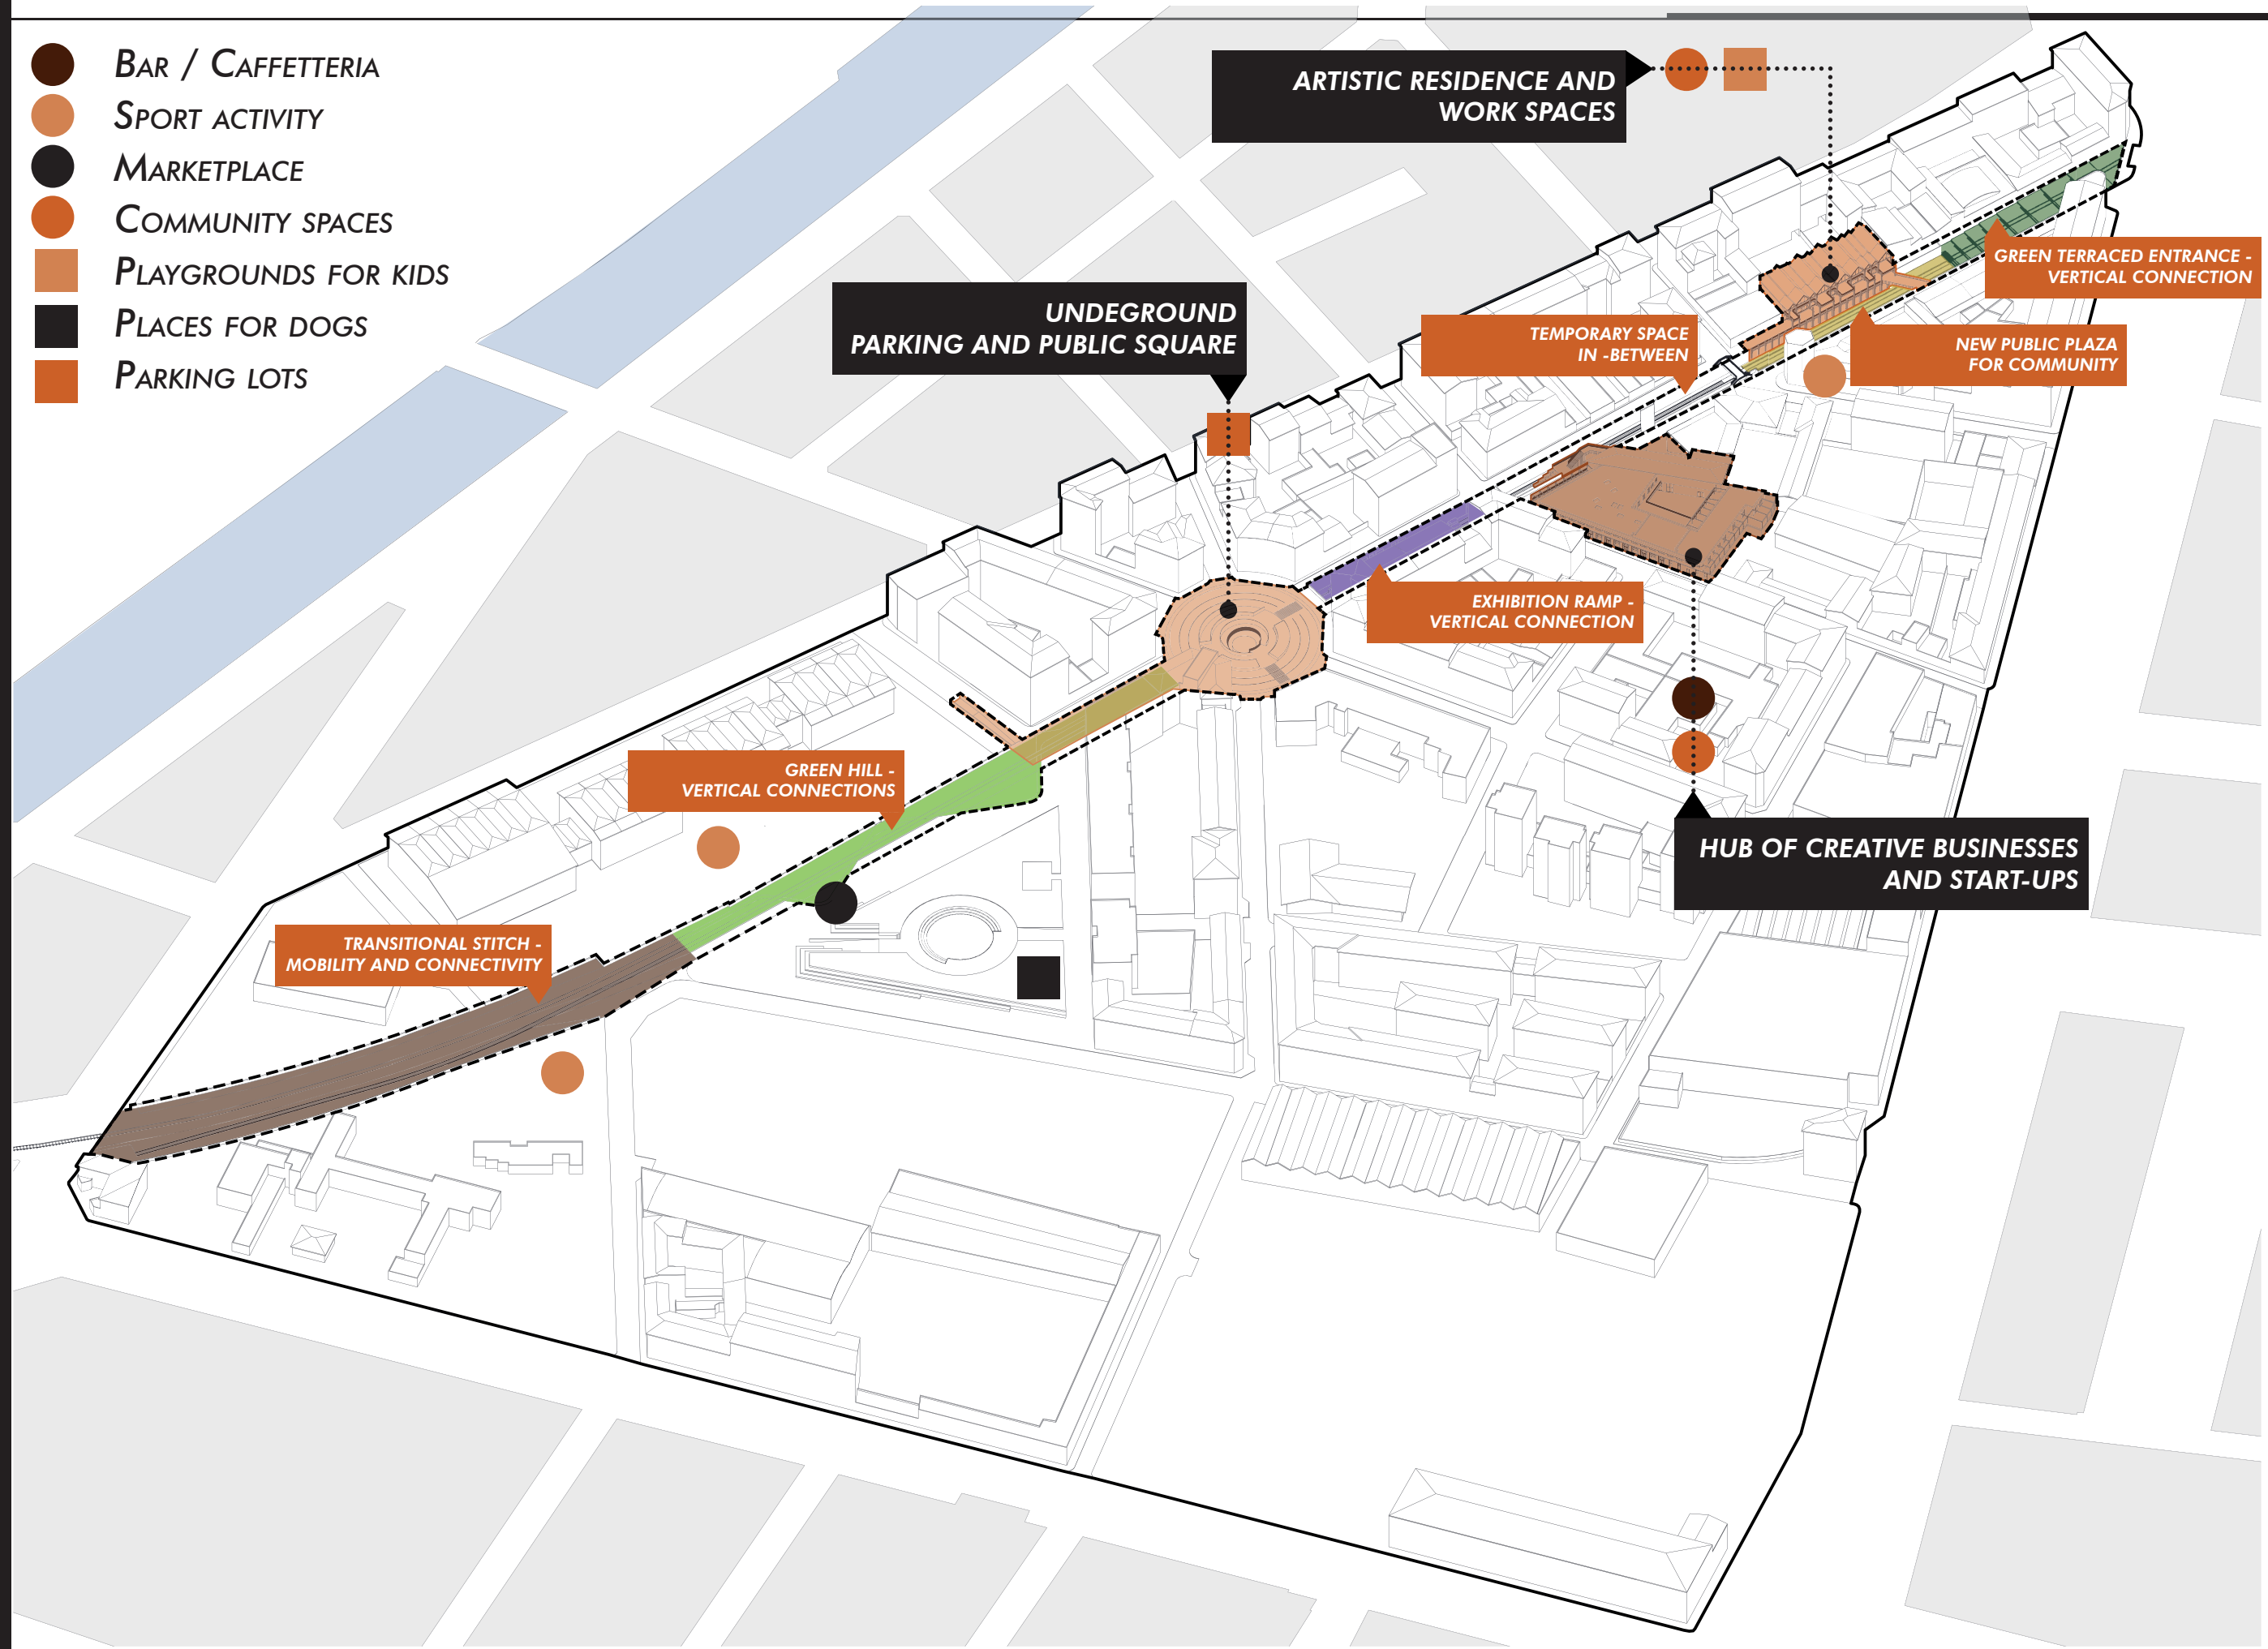 Bar / Caffetteria
Sport activity
Marketplace
Community spaces
Playgrounds for kids
Places for dogs
Parking lots
ARTISTIC RESIDENCE AND
WORK SPACES
GREEN TERRACED ENTRANCE -
VERTICAL CONNECTION
UNDEGROUND
PARKING AND PUBLIC SQUARE
TEMPORARY SPACE
IN -BETWEEN
NEW PUBLIC PLAZA
FOR COMMUNITY
EXHIBITION RAMP -
VERTICAL CONNECTION
GREEN HILL -
VERTICAL CONNECTIONS
HUB OF CREATIVE BUSINESSES
AND START-UPS
TRANSITIONAL STITCH -
MOBILITY AND CONNECTIVITY